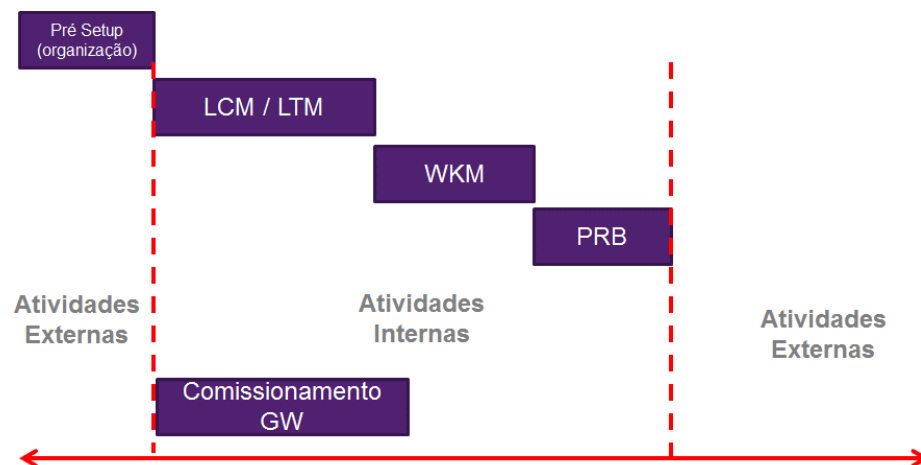 Pré Setup
(organização)
LCM / LTM
WKM
PRB
Atividades
Externas
Atividades
Internas
Atividades
Externas
Comissionamento
GW